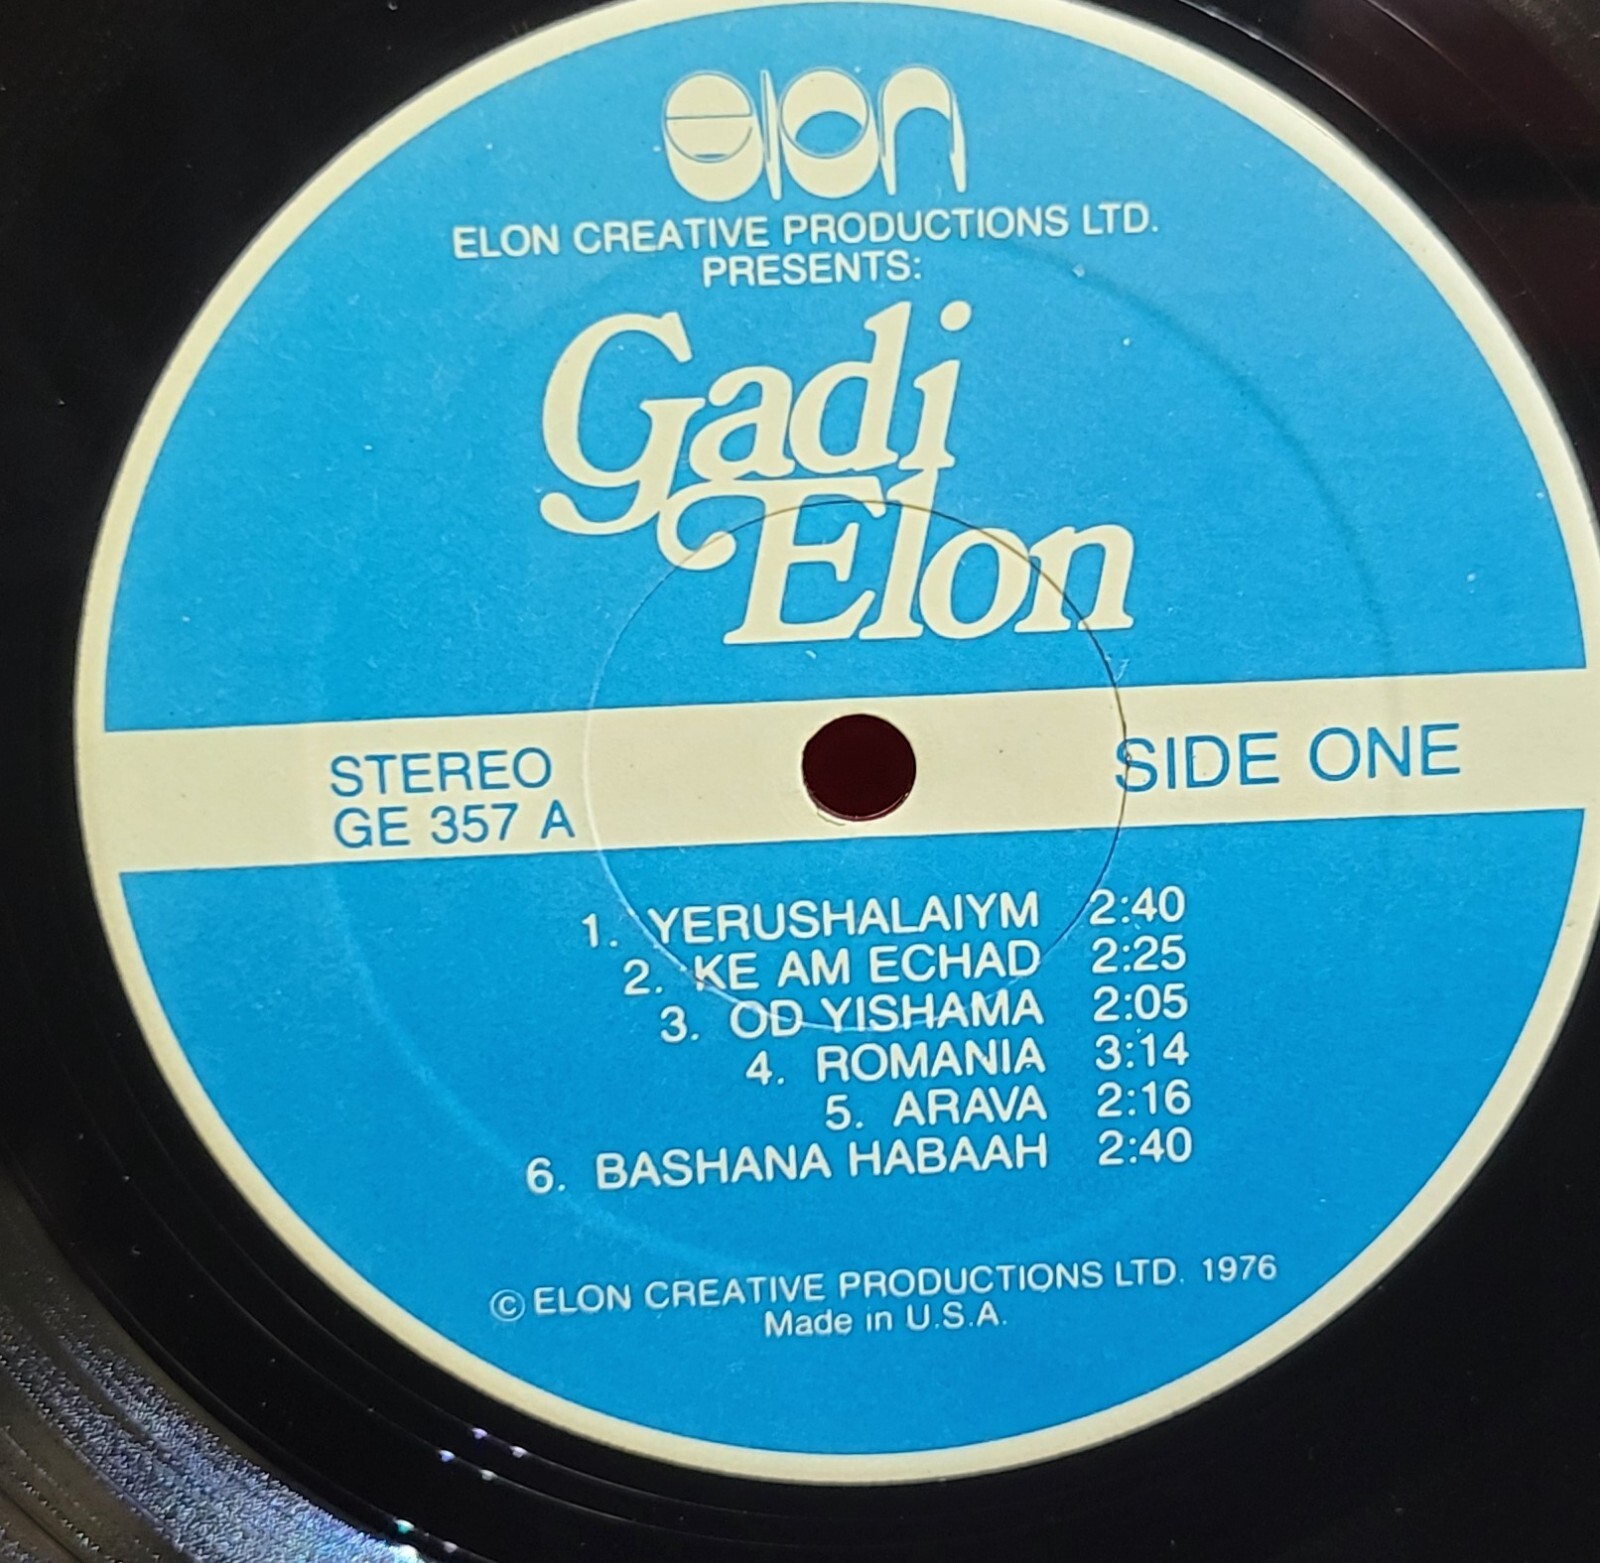 elon
ELON CREATIVE PRODUCTIONS LTD.
PRESENTS:
Gadi
Elon
STEREO
GE 357 A
SIDE ONE
1. YERUSHALAIYM 2:40
2. KE AM ECHAD 2:25
3. OD YISHAMA 2:05
4. ROMANIA 3:14
5. ARAVA 2:16
6. BASHANA HABAAH 2:40
© ELON CREATIVE PRODUCTIONS LTD. 1976
Made in U.S.A.